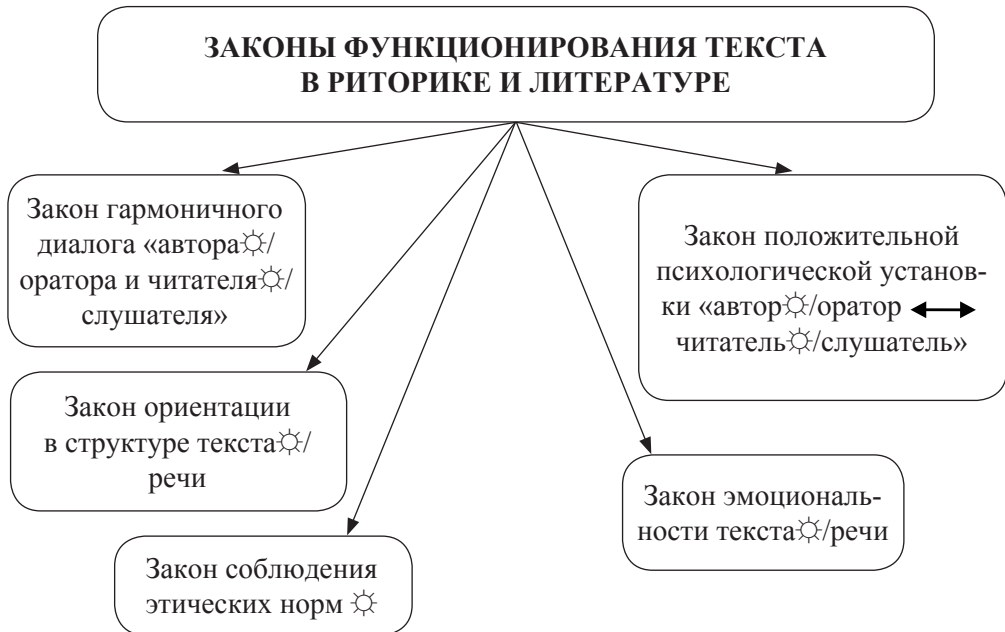 ЗАКОНЫ ФУНКЦИОНИРОВАНИЯ ТЕКСТА
В РИТОРИКЕ И ЛИТЕРАТУРЕ
Закон гармоничного
диалога «автора☼/
оратора и читателя☼/
слушателя»
Закон положительной
психологической установ-
ки «автор☼/оратор ⟷
читатель☼/слушатель»
Закон ориентации
в структуре текста☼/
речи
Закон эмоциональ-
ности текста☼/речи
Закон соблюдения
этических норм ☼